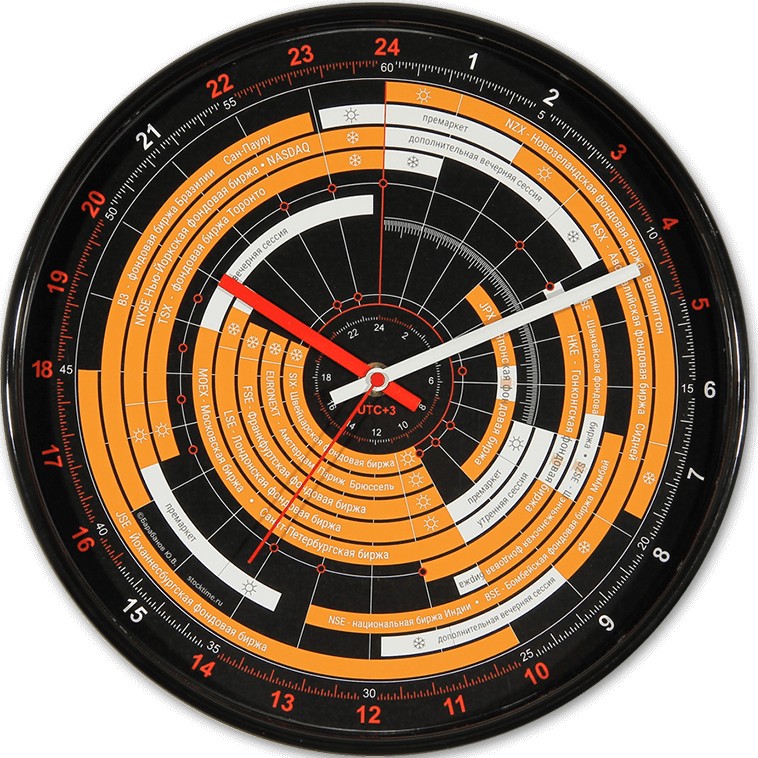 24
1
2
3
4
5
6
7
8
9
10
11
12
13
14
15
16
17
18
19
20
21
22
23
60
5
10
15
20
25
30
35
40
45
50
55
NZX - Новозеландская фондовая биржа Веллингтон
премаркет
дополнительная вечерняя сессия
ASX - Австралийская фондовая биржа Сидней
B3 - фондовая биржа Бразилии Сан-Паулу
NYSE Нью-Йоркская фондовая биржа • NASDAQ
TSX - фондовая биржа Торонто
вечерняя сессия
JPX - Японская фондовая биржа
SSE - Шанхайская фондовая биржа • SZSE - Шэньчжэньская фондовая биржа
HKE - Гонконгская фондовая биржа
MOEX - Московская биржа • Санкт-Петербургская биржа
LSE - Лондонская фондовая биржа
FSE - Франкфуртская фондовая биржа
EURONEXT - Амстердам Париж Брюссель
SIX - Швейцарская фондовая биржа
премаркет
утренняя сессия
NSE - национальная биржа Индии • BSE - Бомбейская фондовая биржа Мумбай
дополнительная вечерняя сессия
JSE - Йоханнесбургская фондовая биржа
премаркет
©Барабанов Ю.В.
stocktime.ru
24
2
4
6
8
10
12
14
16
18
22
UTC+3